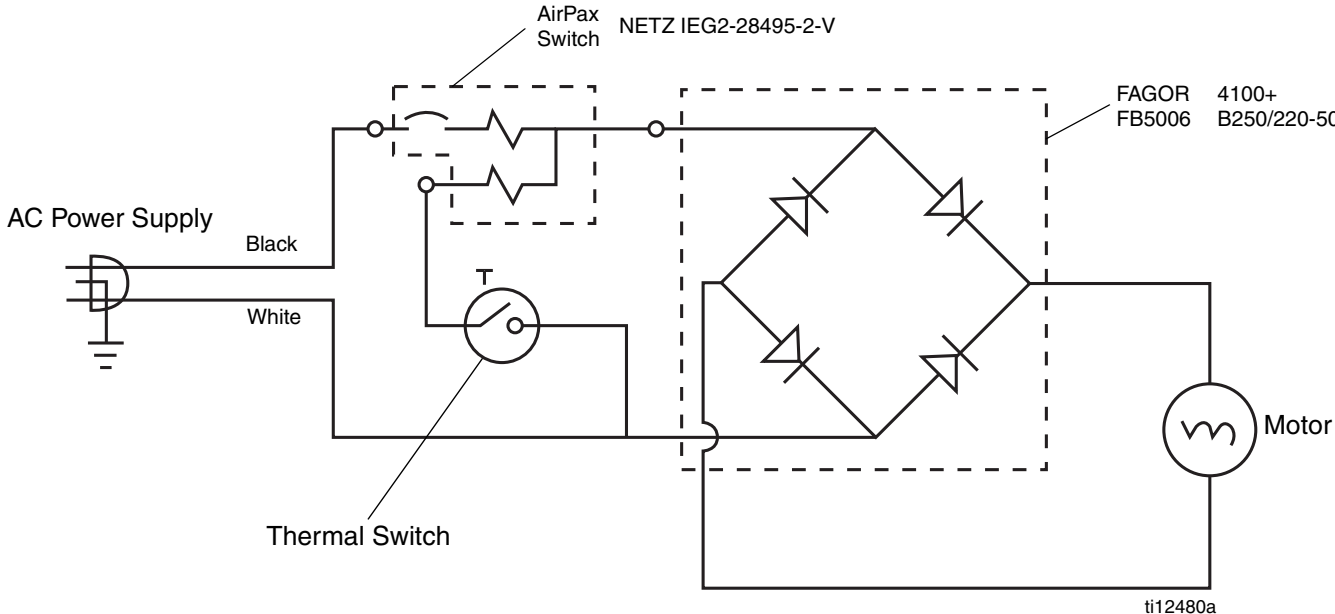 AirPax
Switch
NETZ IEG2-28495-2-V
FAGOR 4100+
FB5006 B250/220-50
AC Power Supply
Black
White
T
Thermal Switch
Motor
ti12480a